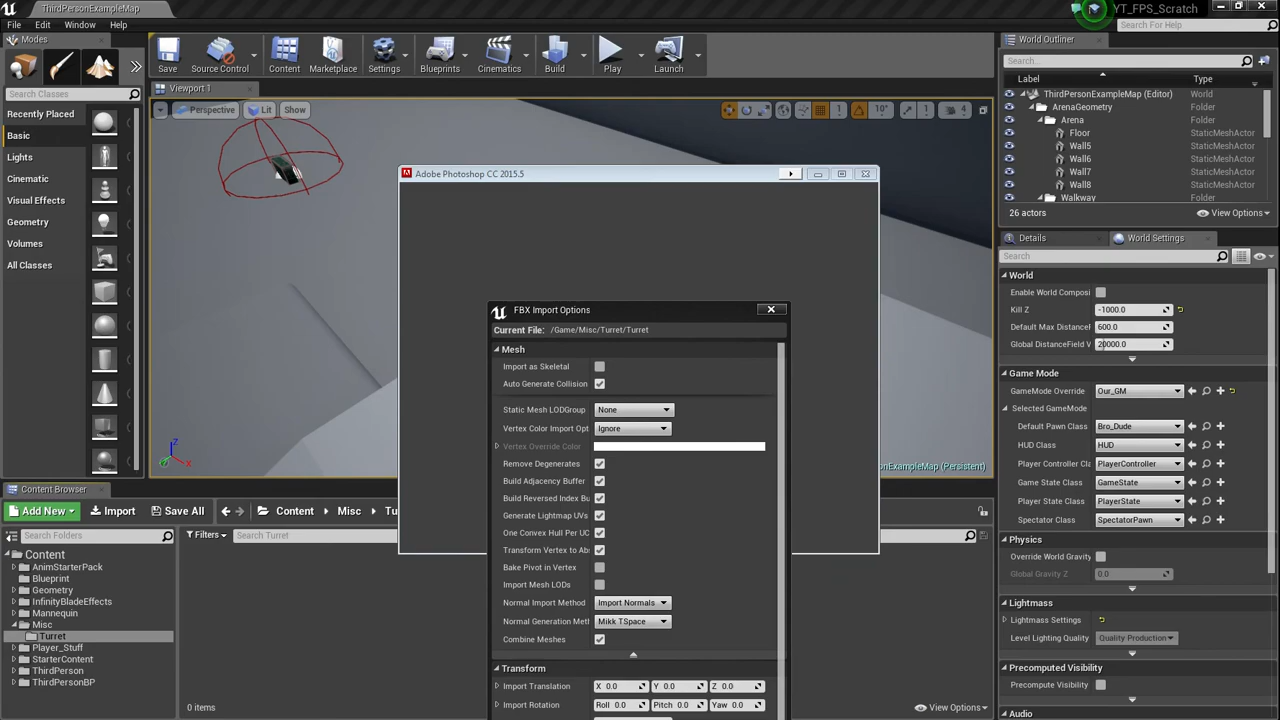 ThirdPersonExampleMap
YT_FPS_Scratch
File Edit Window Help
Search For Help
Modes
Save
Source Control
Content
Marketplace
Settings
Blueprints
Cinematics
Build
Play
Launch
Search Classes
Recently Placed
Basic
Lights
Cinematic
Visual Effects
Geometry
Volumes
All Classes
Viewport 1
Perspective Lit Show
10° 1 4
Z
X
Adobe Photoshop CC 2015.5
FBX Import Options
Current File: /Game/Misc/Turret/Turret
Mesh
Import as Skeletal
Auto Generate Collision
Static Mesh LODGroup None
Vertex Color Import Opt Ignore
Vertex Override Color
Remove Degenerates
Build Adjacency Buffer
Build Reversed Index Bu
Generate Lightmap UVs
One Convex Hull Per UC
Transform Vertex to Abs
Bake Pivot in Vertex
Import Mesh LODs
Normal Import Method Import Normals
Normal Generation Met Mikk TSpace
Combine Meshes
Transform
Import Translation X 0.0 Y 0.0 Z 0.0
Import Rotation Roll 0.0 Pitch 0.0 Yaw 0.0
onExampleMap (Persistent)
Content Browser
Add New Import Save All Content Misc Tu
Search Folders
Filters Search Turret
Content
AnimStarterPack
Blueprint
Geometry
InfinityBladeEffects
Mannequin
Misc
Turret
Player_Stuff
StarterContent
ThirdPerson
ThirdPersonBP
0 items
View Options
World Outliner
Search...
Label Type
ThirdPersonExampleMap (Editor) World
ArenaGeometry Folder
Arena Folder
Floor StaticMeshActor
Wall5 StaticMeshActor
Wall6 StaticMeshActor
Wall7 StaticMeshActor
Wall8 StaticMeshActor
Walkway Folder
26 actors View Options
Details World Settings
Search
World
Enable World Composi
Kill Z -1000.0
Default Max DistanceF 600.0
Global DistanceField V 20000.0
Game Mode
GameMode Override Our_GM
Selected GameMode
Default Pawn Class Bro_Dude
HUD Class HUD
Player Controller Cla PlayerController
Game State Class GameState
Player State Class PlayerState
Spectator Class SpectatorPawn
Physics
Override World Gravity
Global Gravity Z 0.0
Lightmass
Lightmass Settings
Level Lighting Quality Quality Production
Precomputed Visibility
Precompute Visibility
Audio